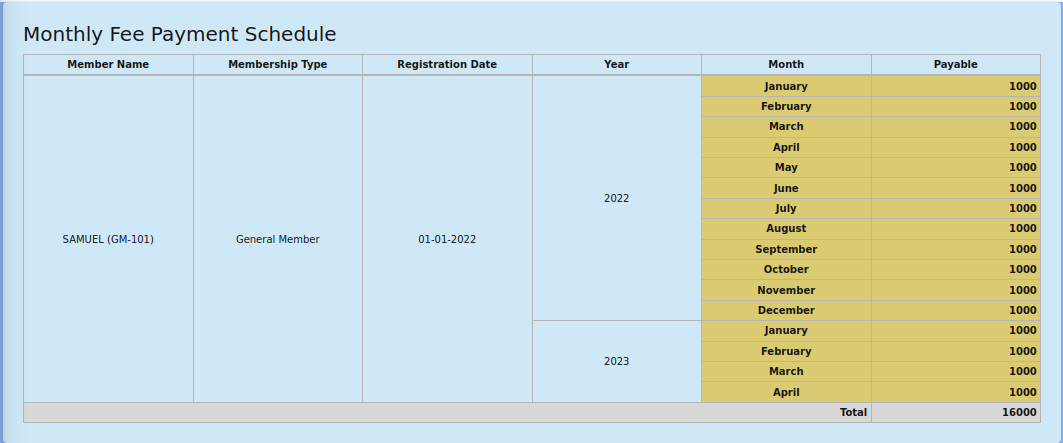 Monthly Fee Payment Schedule
Member Name Membership Type Registration Date Year Month Payable
January 1000
February 1000
March 1000
April 1000
May 1000
June 1000
2022
July 1000
August 1000
SAMUEL (GM-101) General Member 01-01-2022
September 1000
October 1000
November 1000
December 1000
January 1000
February 1000
2023
March 1000
April 1000
Total 16000